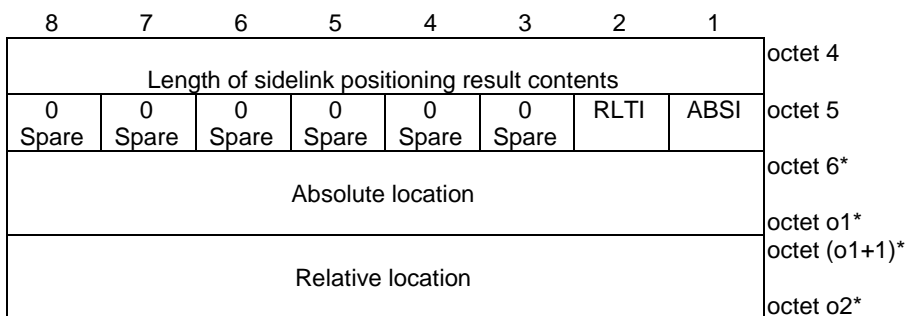 8 7 6 5 4 3 2 1
octet 4
Length of sidelink positioning result contents
0 0 0 0 0 0 RLTI ABSI octet 5
Spare Spare Spare Spare Spare Spare
octet 6*
Absolute location
octet o1*
octet (o1+1)*
Relative location
octet o2*